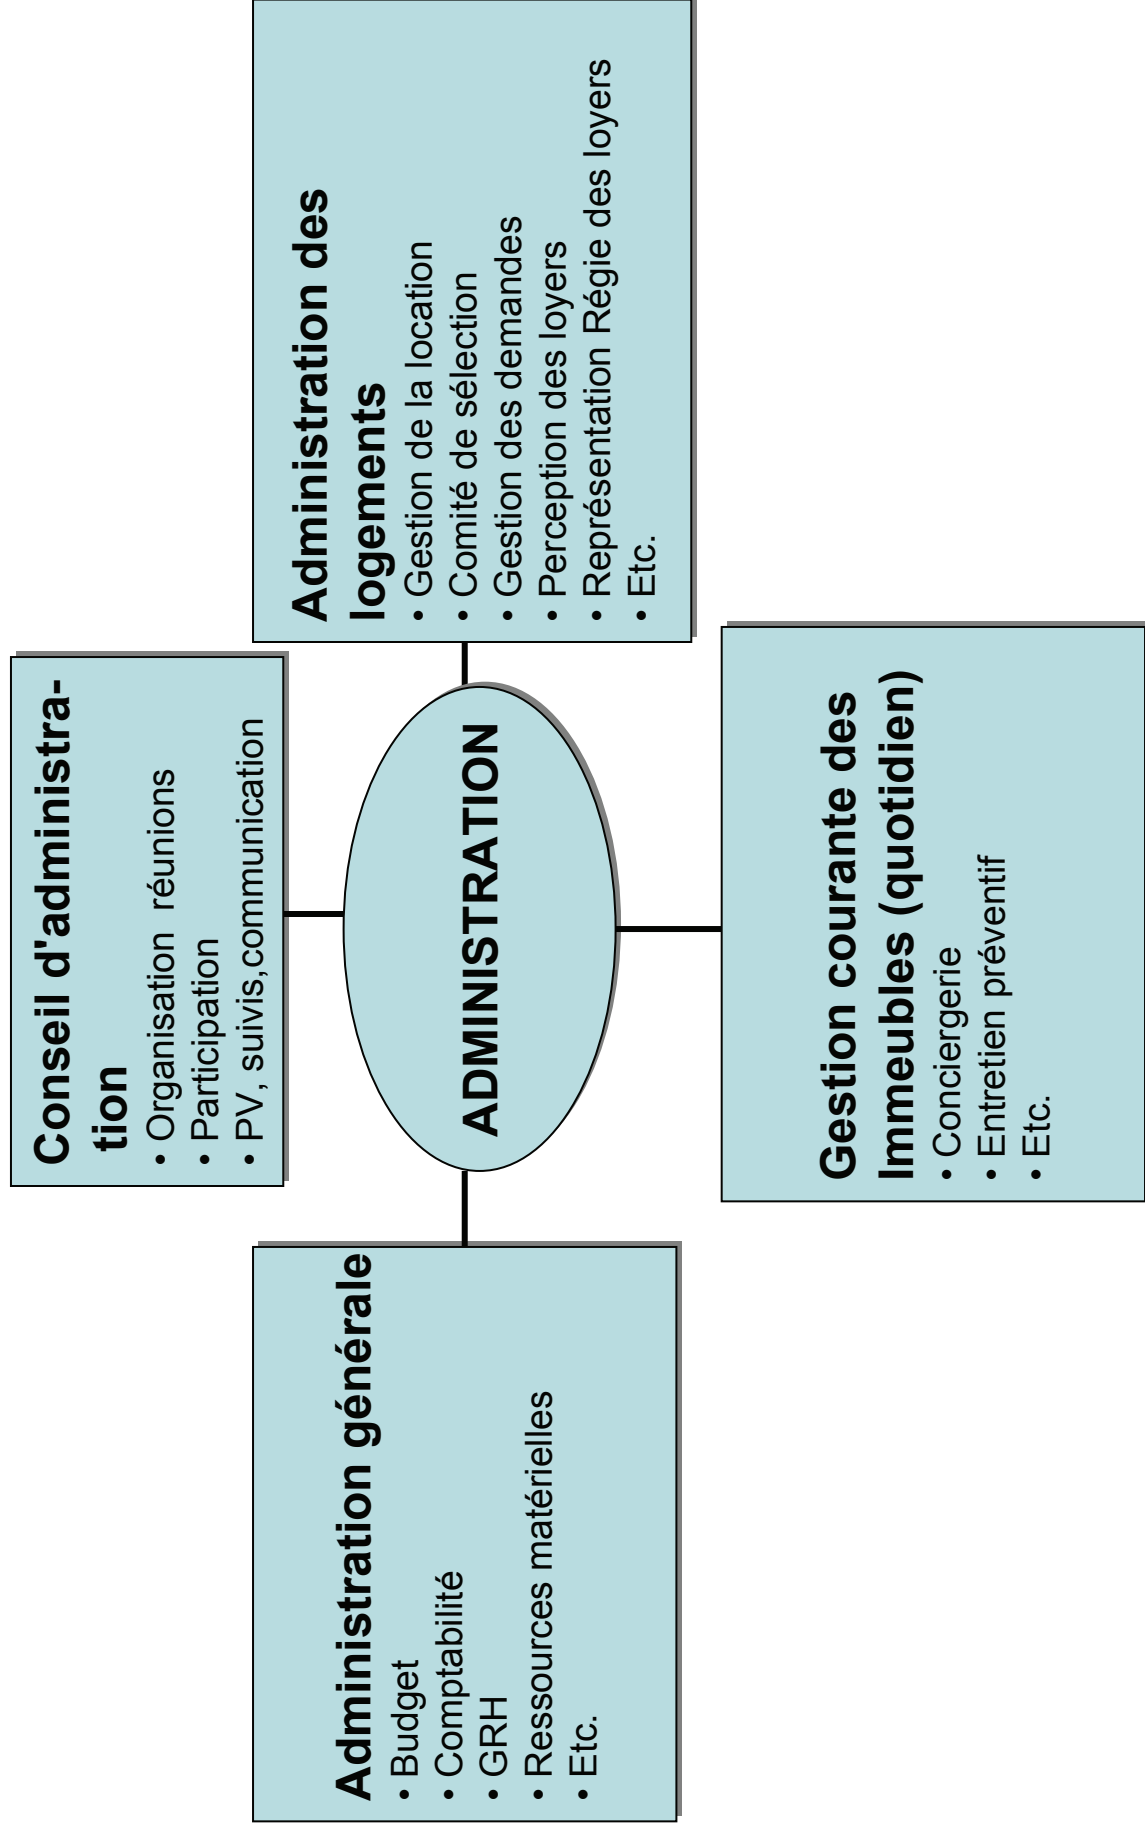 Conseil d'administra-
tion
• Organisation réunions
• Participation
• PV, suivis,communication
Administration générale
• Budget
• Comptabilité
• GRH
• Ressources matérielles
• Etc.
ADMINISTRATION
Administration des
logements
• Gestion de la location
• Comité de sélection
• Gestion des demandes
• Perception des loyers
• Représentation Régie des loyers
• Etc.
Gestion courante des
Immeubles (quotidien)
• Conciergerie
• Entretien préventif
• Etc.